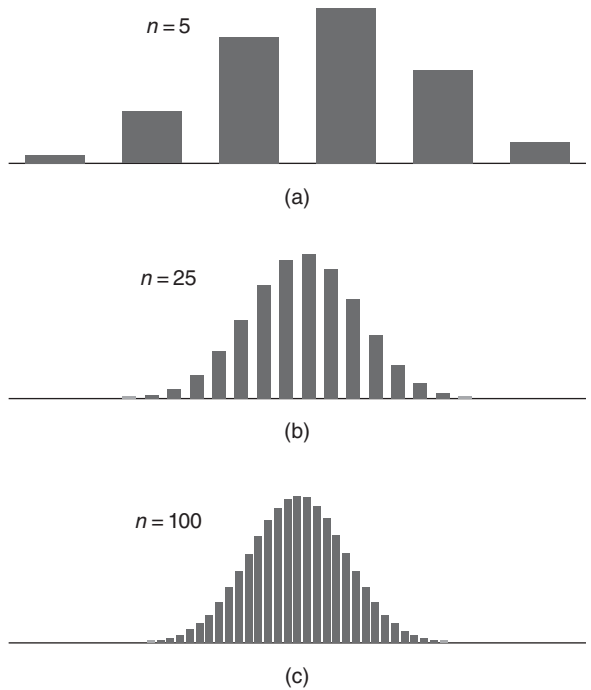 n = 5
(a)
n = 25
(b)
n = 100
(c)